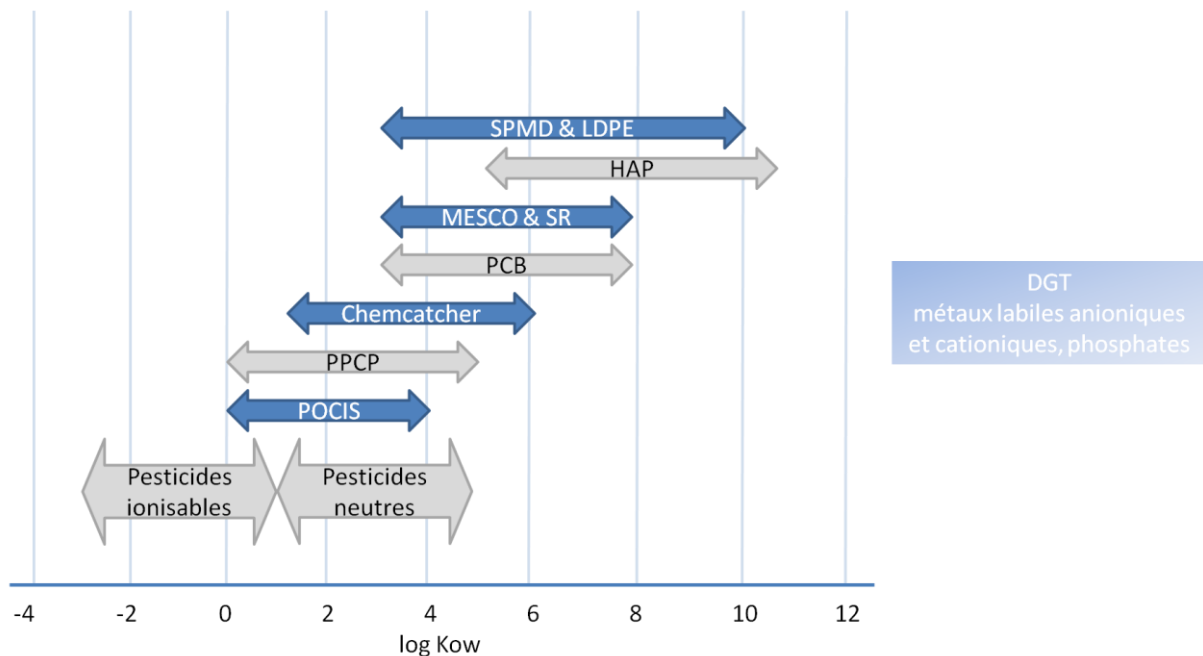 SPMD & LDPE
HAP
MESCO & SR
PCB
Chemcatcher
PPCP
POCIS
Pesticides
ionisables
Pesticides
neutres
DGT
métaux labiles anioniques
et cationiques, phosphates
-4 -2 0 2 4 6 8 10 12
log Kow